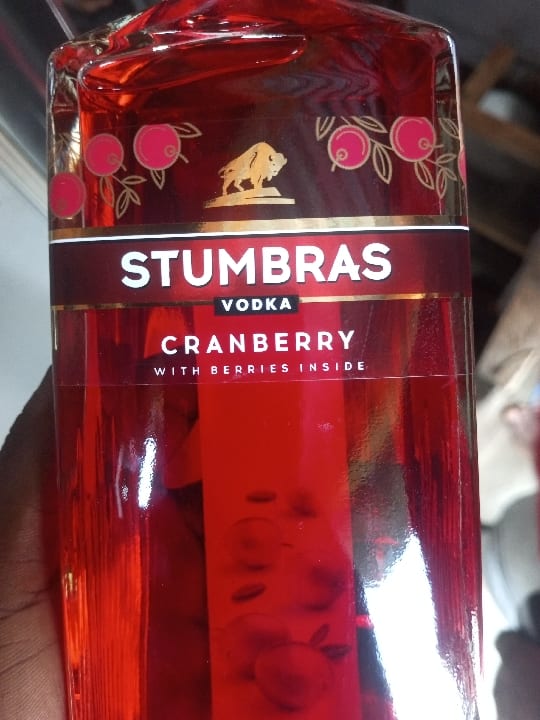 STUMBRAS
VODKA
CRANBERRY
WITH BERRIES INSIDE